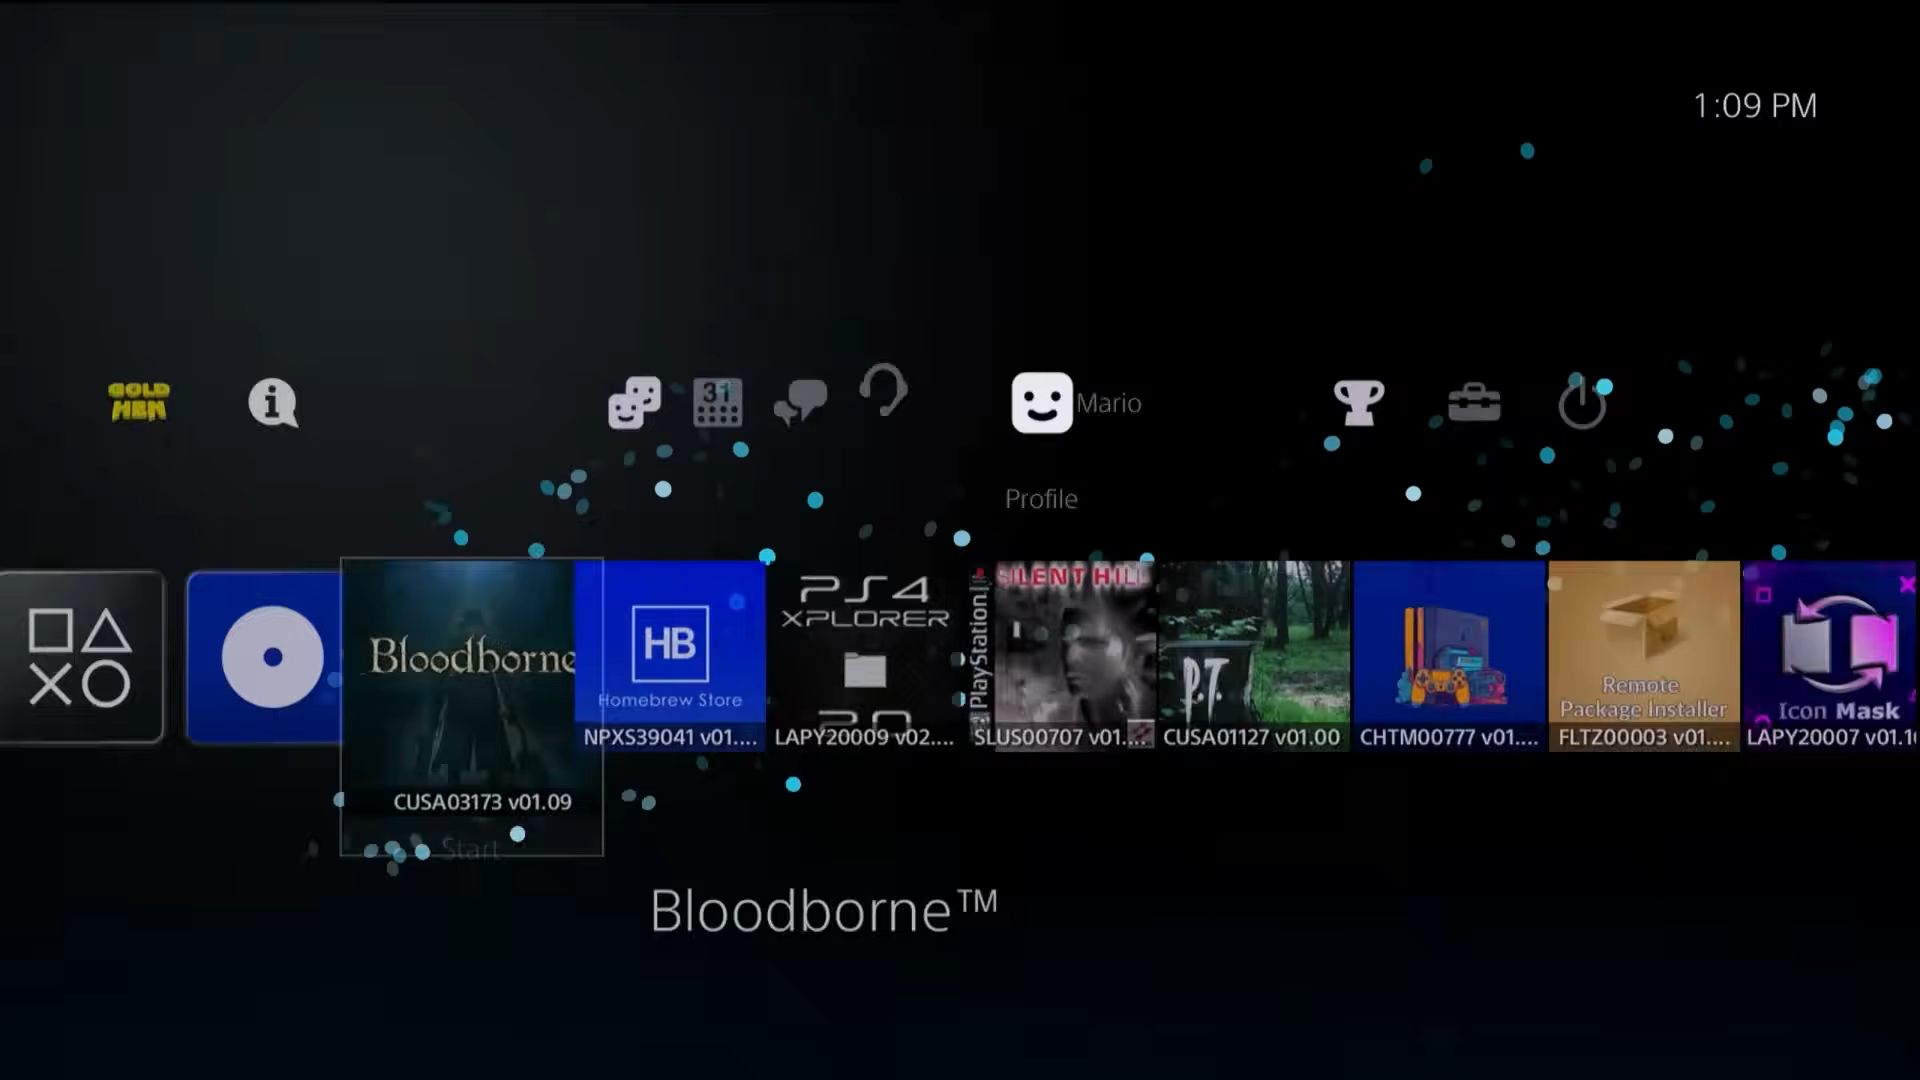 1:09 PM
GOLD
HEN
31
Mario
Profile
Bloodborne
CUSA03173 v01.09
Start
HB
Homebrew Store
NPXS39041 v01....
PS4
XPLORER
2.0
LAPY20009 v02....
PlayStation
SILENT HILL
SLUS00707 v01....
P.T.
CUSA01127 v01.00
CHTM00777 v01....
Remote
Package Installer
FLTZ00003 v01....
Icon Mask
LAPY20007 v01.1
Bloodborne™